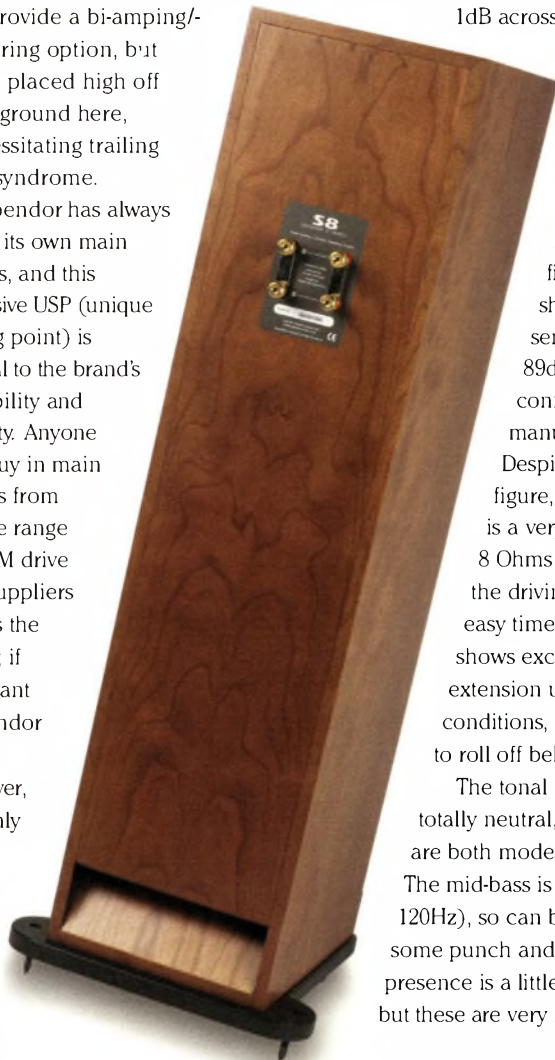 provide a bi-amping/-
ring option, but
placed high off
ground here,
essitating trailing
syndrome.
pendor has always
its own main
s, and this
sive USP (unique
g point) is
al to the brand's
bility and
ty. Anyone
uy in main
s from
e range
M drive
uppliers
s the
if
ant
ndor
ver,
nly
S8
1dB across
fi
sh
ser
89d
conf
manu
Despi
figure,
is a ver
8 Ohms
the drivin
easy time
shows exc
extension u
conditions,
to roll off bel
The tonal
totally neutral,
are both mode
The mid-bass is
120Hz), so can b
some punch and
presence is a little
but these are very